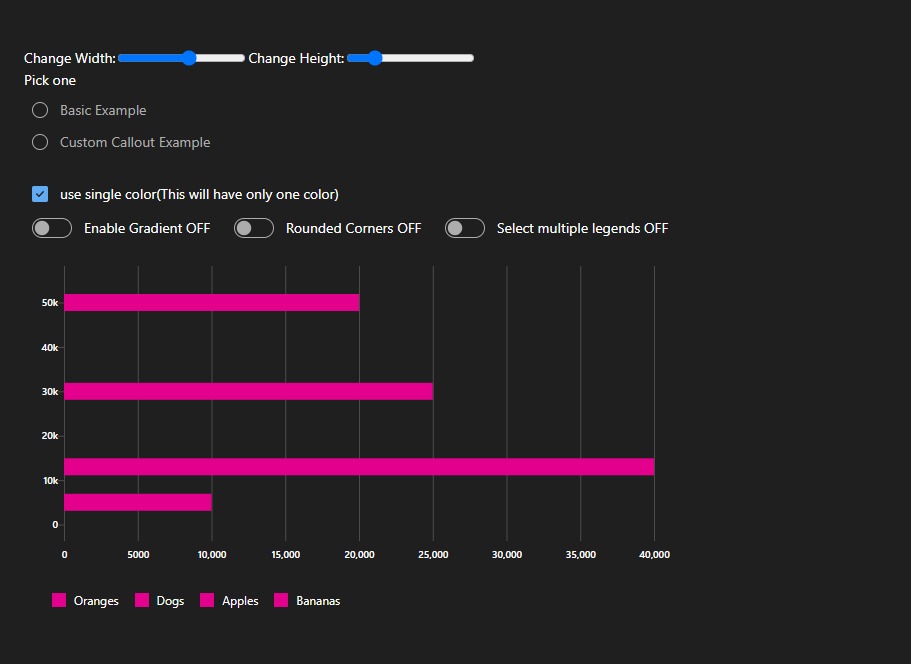 Change Width: Change Height:
Pick one
Basic Example
Custom Callout Example
use single color(This will have only one color)
Enable Gradient OFF Rounded Corners OFF Select multiple legends OFF
50k
40k
30k
20k
10k
0
0 5000 10,000 15,000 20,000 25,000 30,000 35,000 40,000
Oranges Dogs Apples Bananas